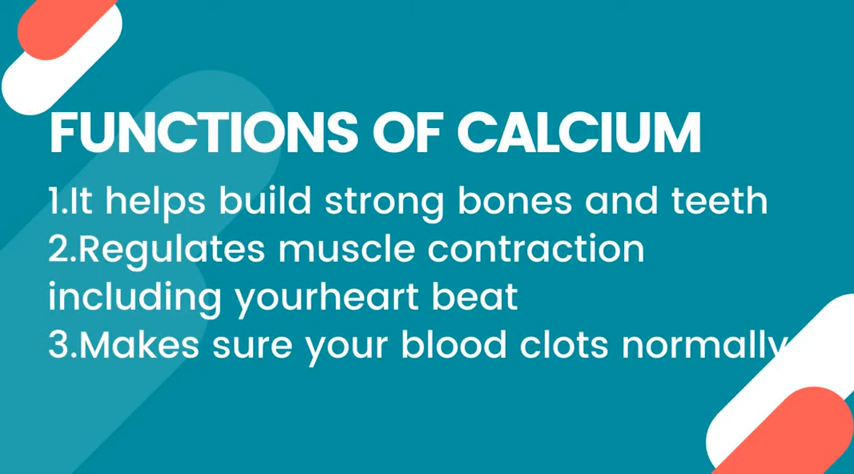 FUNCTIONS OF CALCIUM
1.It helps build strong bones and teeth
2.Regulates muscle contraction
including yourheart beat
3.Makes sure your blood clots normally